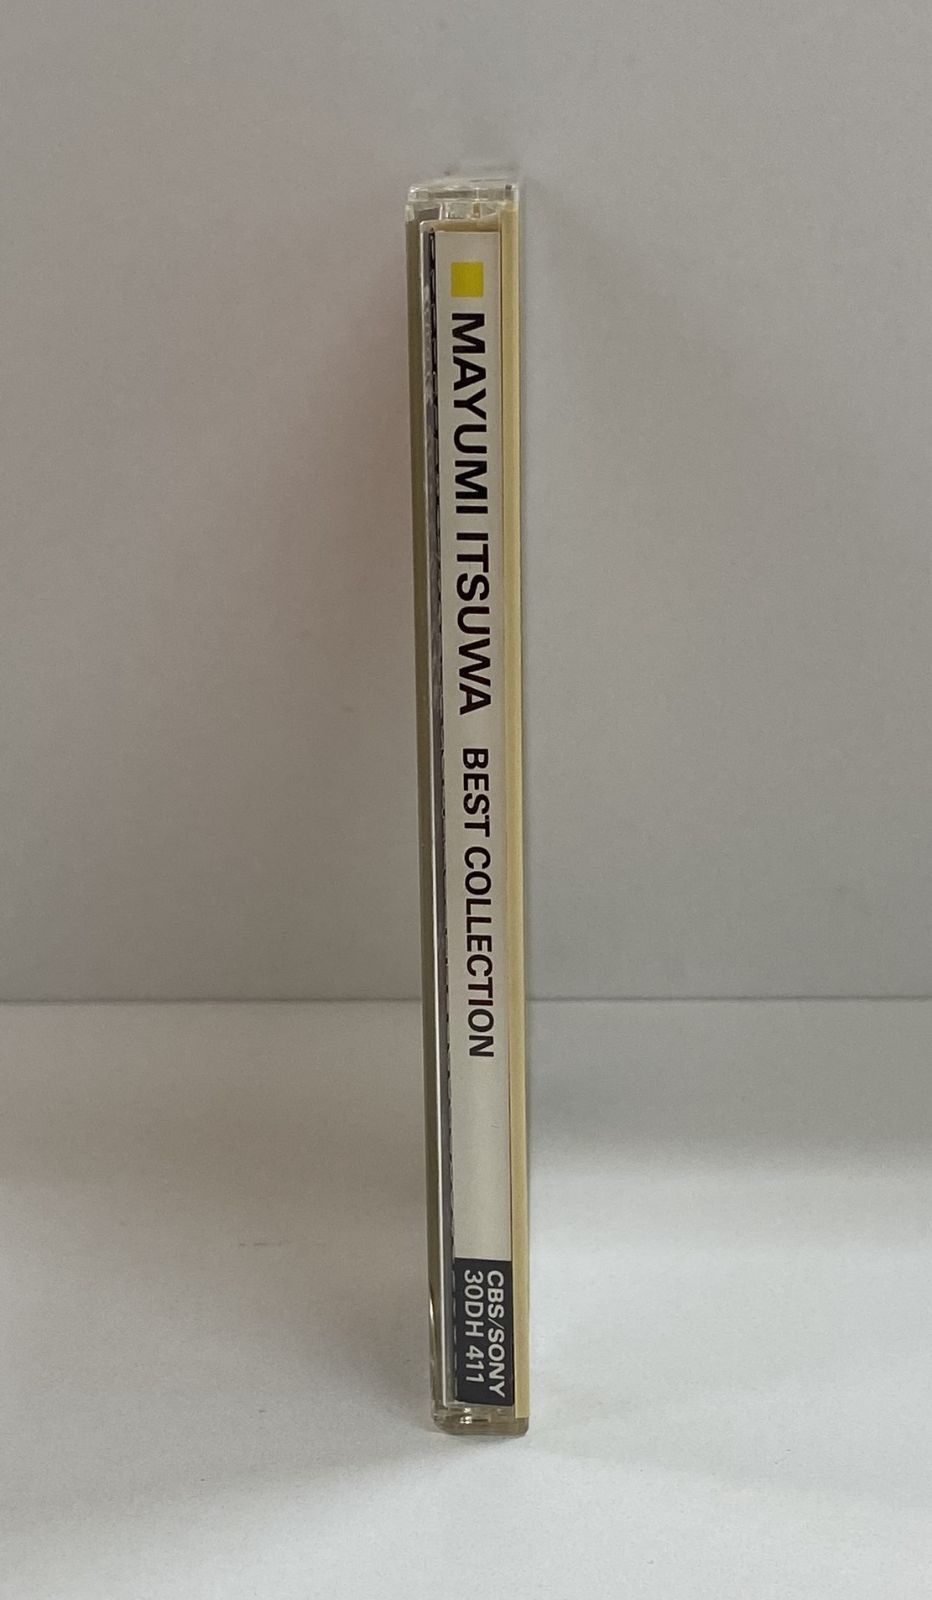 MAYUMI ITSUWA BEST COLLECTION
CBS/SONY
30DH 411